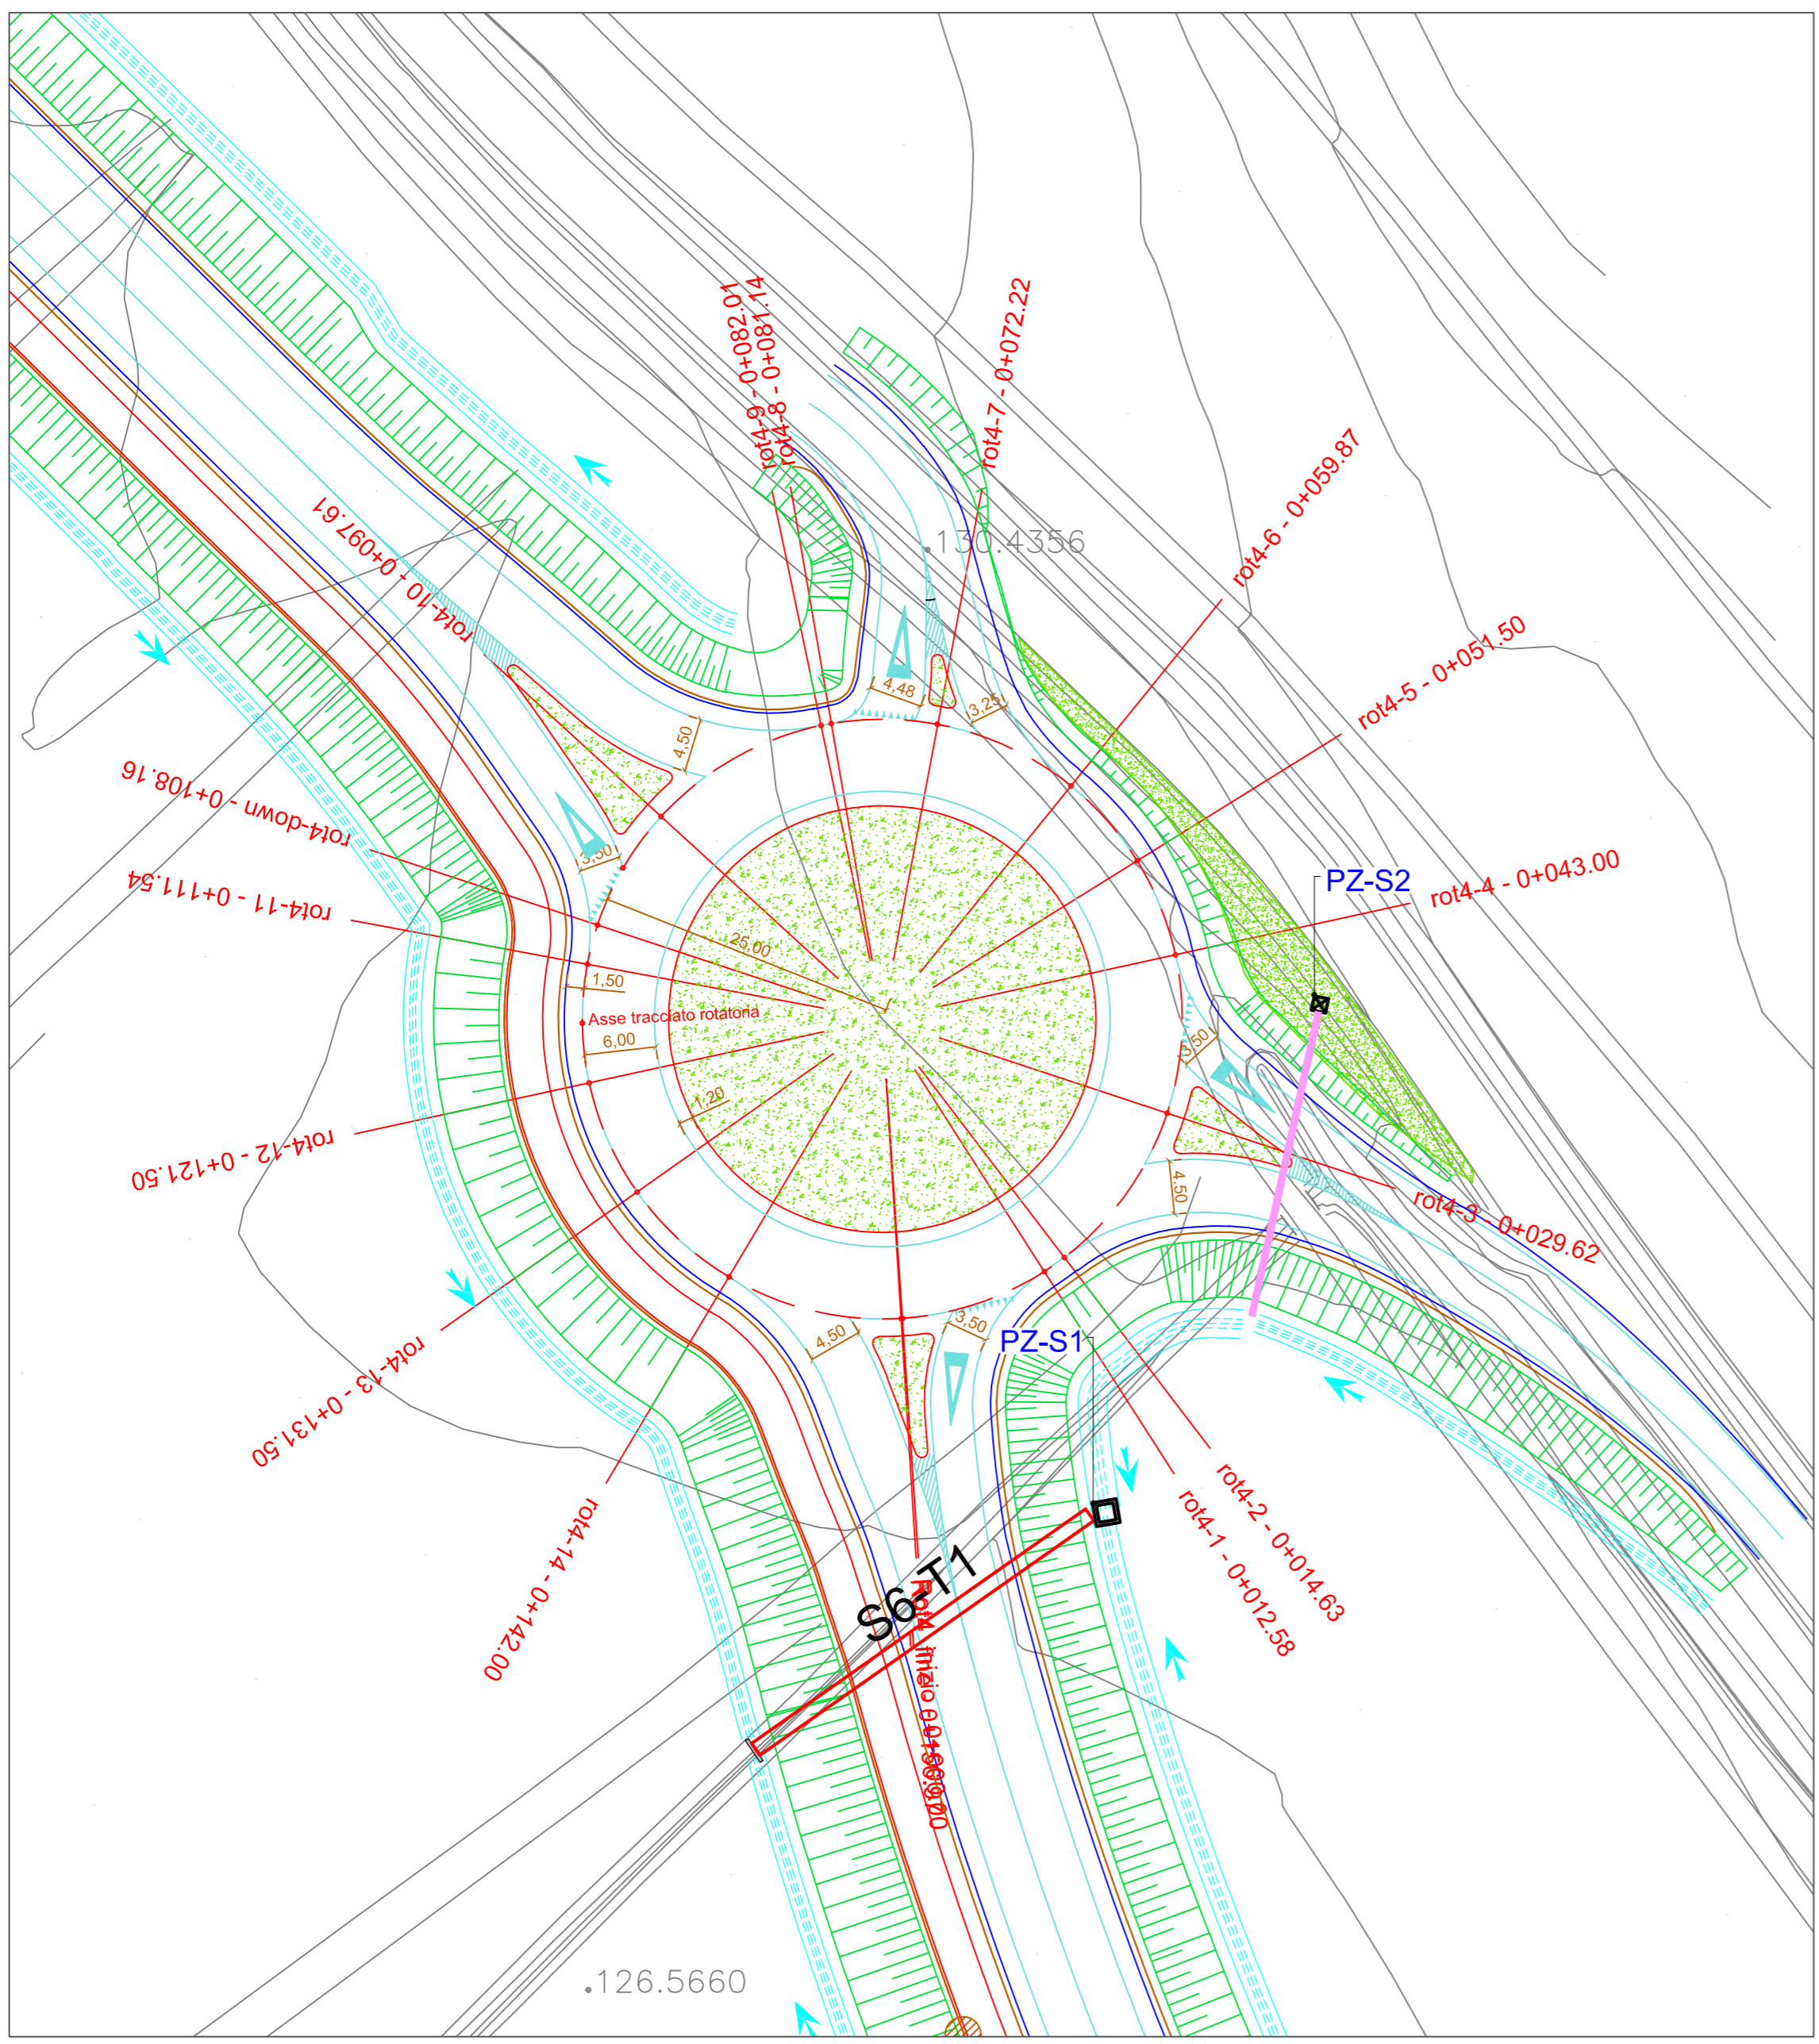 rot4-9 - 0+082.01
rot4-8 - 0+081.14
rot4-7 - 0+072.22
rot4-6 - 0+059.87
.130.4356
rot4-10 - 0+097.61
rot4-5 - 0+051.50
4,48
3,25
4,50
rot4-down - 0+108.16
3,50
rot4-4 - 0+043.00
PZ-S2
rot4-11 - 0+111.54
25,00
1,50
Asse tracciato rotatoria
6,00
3,50
1,20
rot4-12 - 0+121.50
4,50
rot4-3 - 0+029.62
4,50
3,50
PZ-S1
rot4-13 - 0+131.50
rot4-2 - 0+014.63
rot4-1 - 0+012.58
rot4-14 - 0+142.00
S6-T1
.126.5660